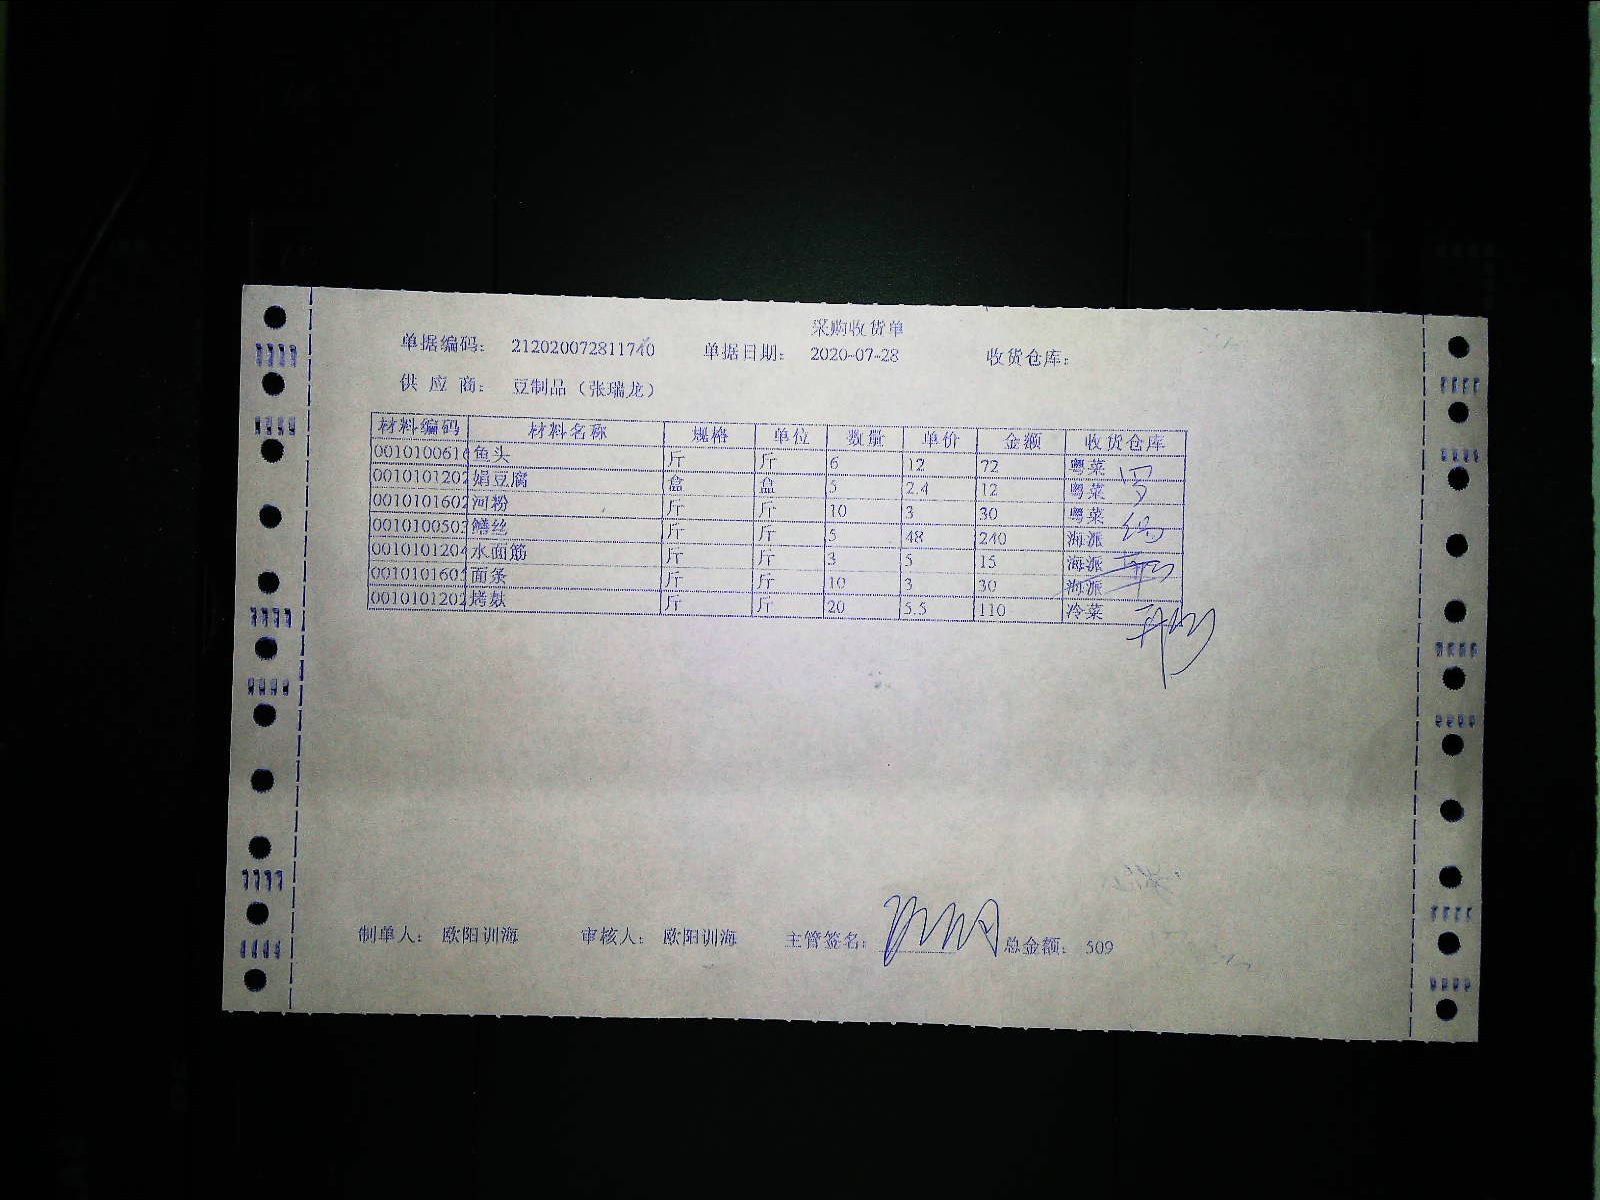 采购收货单
单据编码： 21202007281174​0 单据日期： 2020-07-28 收货仓库：
供 应 商： 豆制品（张瑞龙）
材料编码 材料名称 规格 单位 数量 单价 金额 收货仓库
0010100616 鱼头 斤 斤 6 12 72 粤菜
0010101202 娟豆腐 盒 盒 5 2.4 12 粤菜
0010101602 河粉 斤 斤 10 3 30 粤菜
0010100503 鳝丝 斤 斤 5 48 240 海派
0010101204 水面筋 斤 斤 3 5 15 海派
0010101605 面条 斤 斤 10 3 30 海派
0010101202 烤麸 斤 斤 20 5.5 110 冷菜
制单人： 欧阳训海 审核人： 欧阳训海 主管签名： 总金额： 509